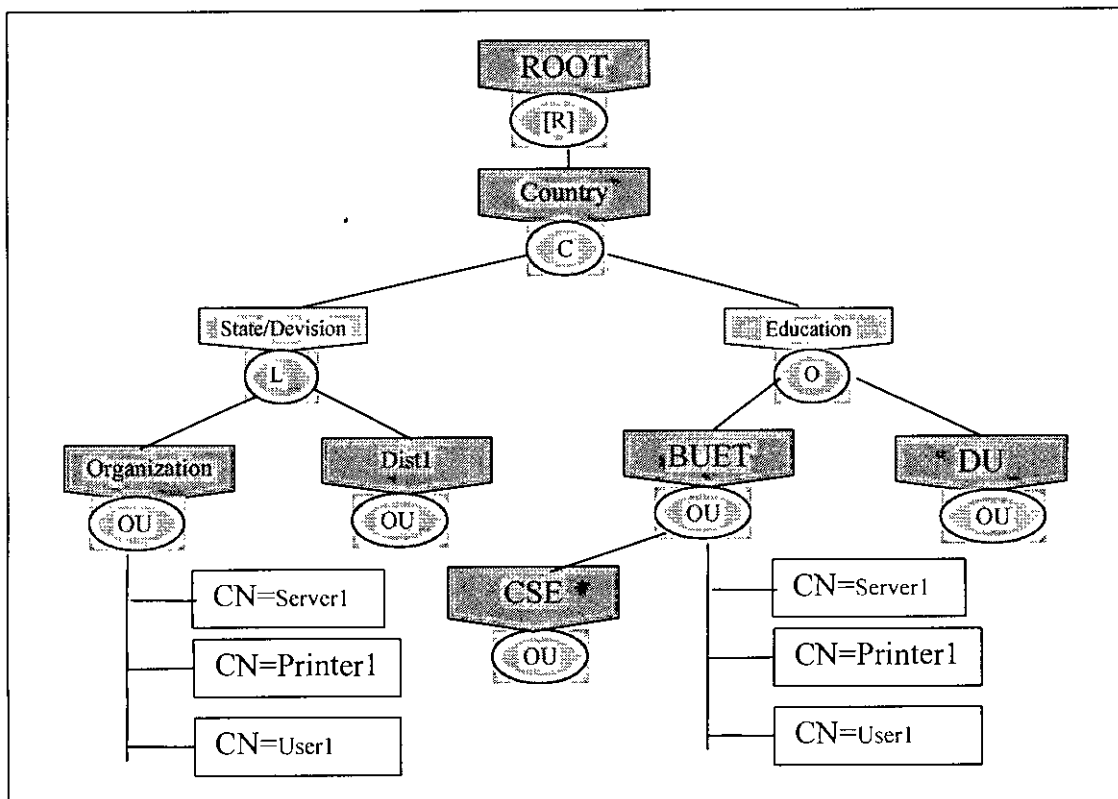 ROOT
[R]
Country
C
State/Devision
L
Education
O
Organization
OU
Dist1
OU
BUET
OU
DU
OU
CN=Server1
CN=Printer1
CN=User1
CSE
OU
CN=Server1
CN=Printer1
CN=User1